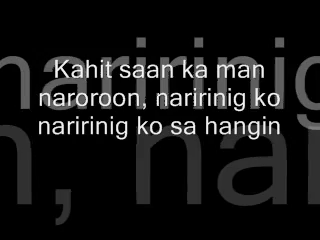 Kahit saan ka man
naroroon, naririnig ko
naririnig ko sa hangin